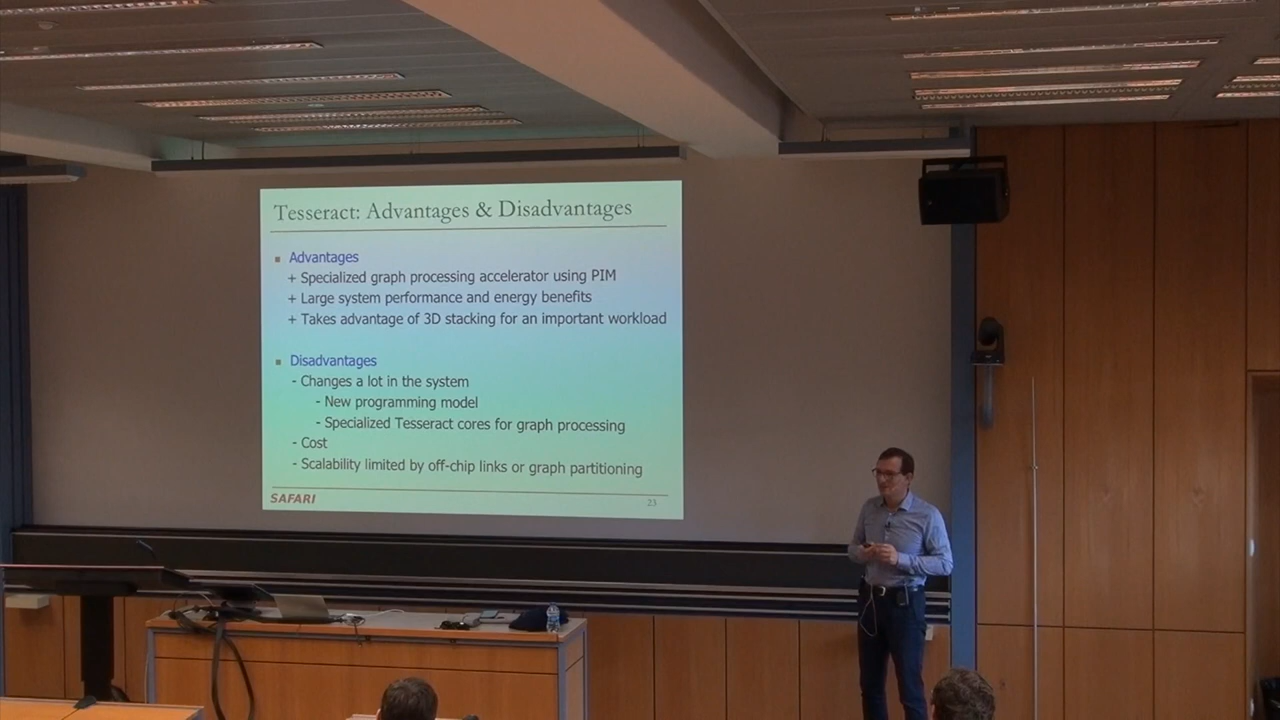 Tesseract: Advantages & Disadvantages
Advantages
+ Specialized graph processing accelerator using PIM
+ Large system performance and energy benefits
+ Takes advantage of 3D stacking for an important workload
Disadvantages
- Changes a lot in the system
- New programming model
- Specialized Tesseract cores for graph processing
- Cost
- Scalability limited by off-chip links or graph partitioning
SAFARI
23